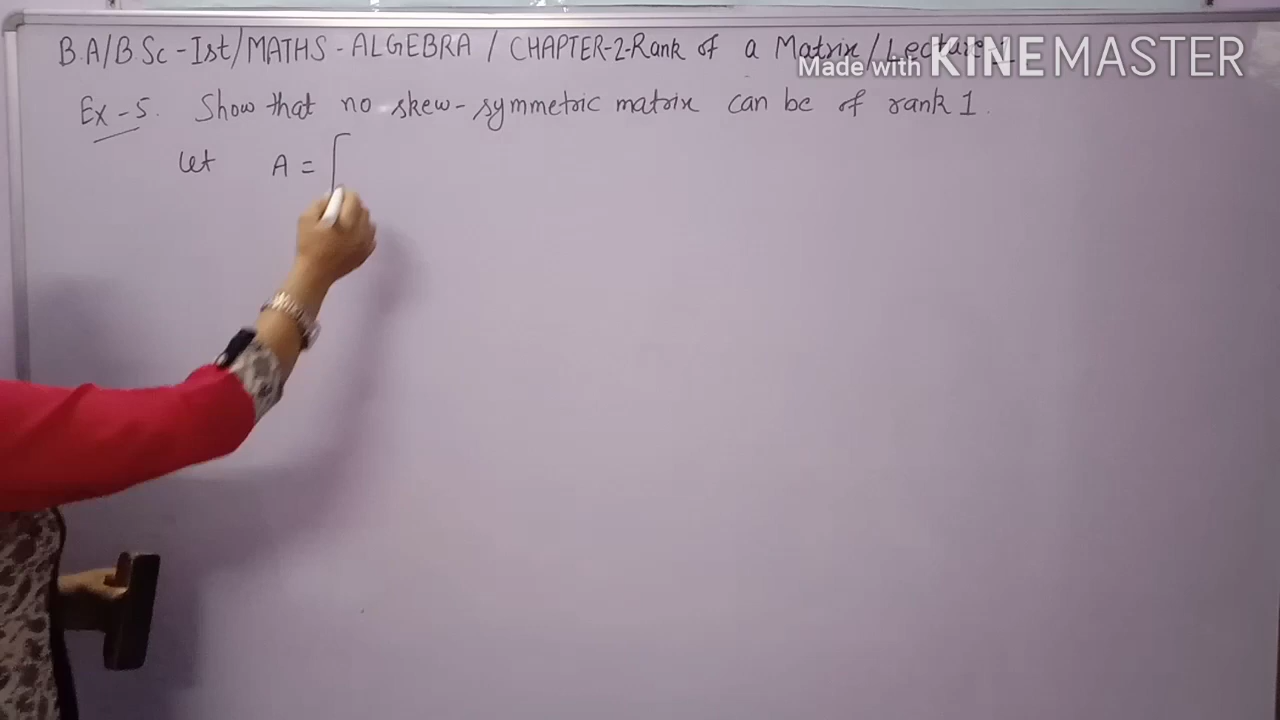 B.A/B.Sc-Ist/MATHS-ALGEBRA / CHAPTER-2-Rank of a Matrix/Lecture-1
Made with KINEMASTER
Ex-5. Show that no skew-symmetric matrix can be of rank 1.
Let A = [